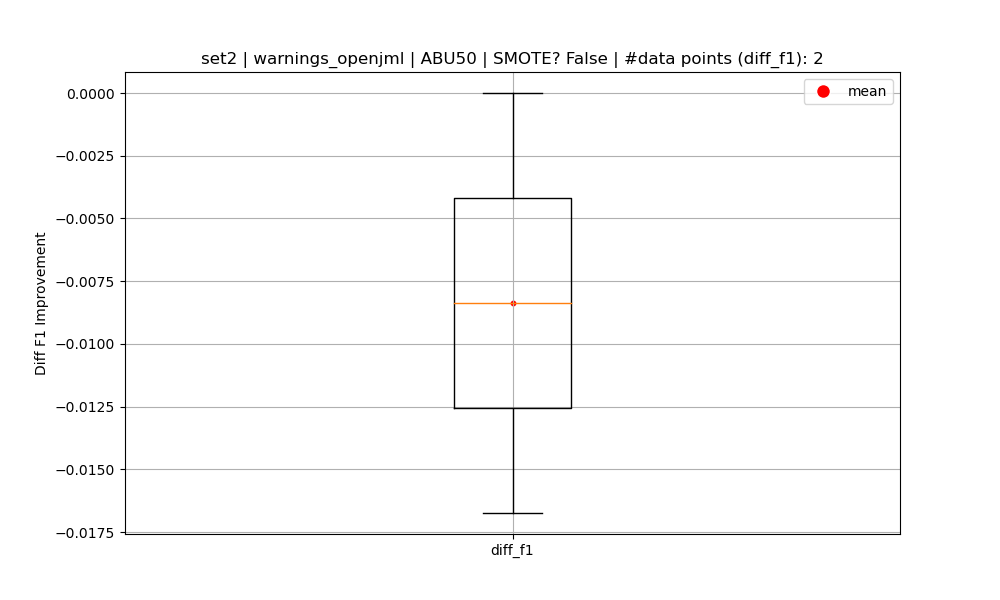 set2 | warnings_openjml | ABU50 | SMOTE? False | #data points (diff_f1): 2
mean
0.0000
−0.0025
−0.0050
−0.0075
−0.0100
−0.0125
−0.0150
−0.0175
Diff F1 Improvement
diff_f1